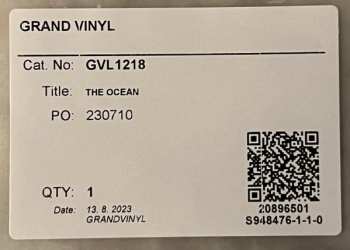 GRAND VINYL
Cat. No: GVL1218
Title: THE OCEAN
PO: 230710
QTY: 1
Date: 13. 8. 2023
GRANDVINYL
20896501
S948476-1-1-0